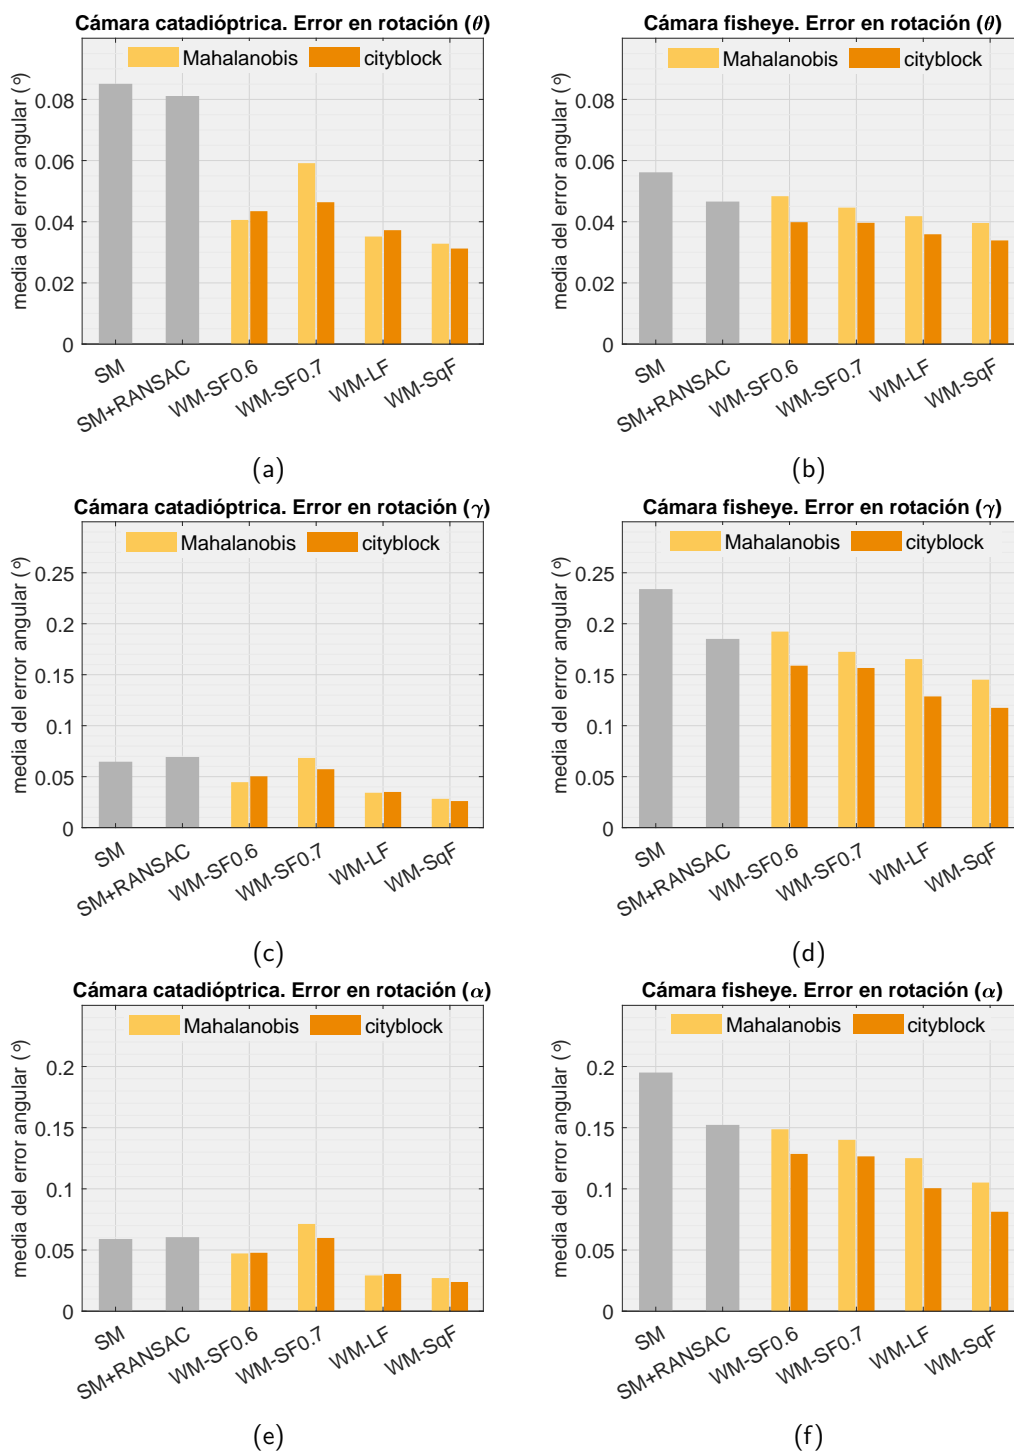 Cámara catadióptrica. Error en rotación (θ)
Mahalanobis cityblock
media del error angular (º)
0.08
0.06
0.04
0.02
0
SM
SM+RANSAC
WM-SF0.6
WM-SF0.7
WM-LF
WM-SqF
(a)
Cámara fisheye. Error en rotación (θ)
Mahalanobis cityblock
media del error angular (º)
0.08
0.06
0.04
0.02
0
SM
SM+RANSAC
WM-SF0.6
WM-SF0.7
WM-LF
WM-SqF
(b)
Cámara catadióptrica. Error en rotación (γ)
Mahalanobis cityblock
media del error angular (º)
0.25
0.2
0.15
0.1
0.05
0
SM
SM+RANSAC
WM-SF0.6
WM-SF0.7
WM-LF
WM-SqF
(c)
Cámara fisheye. Error en rotación (γ)
Mahalanobis cityblock
media del error angular (º)
0.25
0.2
0.15
0.1
0.05
0
SM
SM+RANSAC
WM-SF0.6
WM-SF0.7
WM-LF
WM-SqF
(d)
Cámara catadióptrica. Error en rotación (α)
Mahalanobis cityblock
media del error angular (º)
0.2
0.15
0.1
0.05
0
SM
SM+RANSAC
WM-SF0.6
WM-SF0.7
WM-LF
WM-SqF
(e)
Cámara fisheye. Error en rotación (α)
Mahalanobis cityblock
media del error angular (º)
0.2
0.15
0.1
0.05
0
SM
SM+RANSAC
WM-SF0.6
WM-SF0.7
WM-LF
WM-SqF
(f)